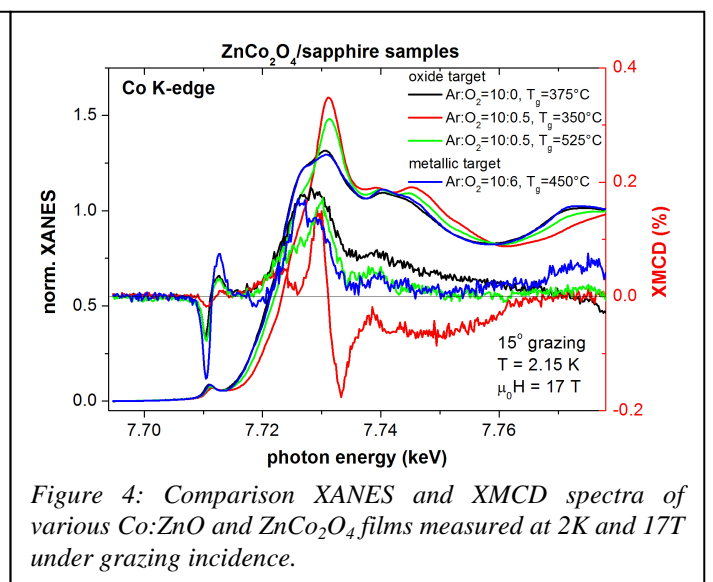 ZnCo₂O₄/sapphire samples
Co K-edge
oxide target
Ar:O₂=10:0, T_g=375°C
Ar:O₂=10:0.5, T_g=350°C
Ar:O₂=10:0.5, T_g=525°C
metallic target
Ar:O₂=10:6, T_g=450°C
norm. XANES
1.5
1.0
0.5
0.0
XMCD (%)
0.4
0.2
0.0
-0.2
15° grazing
T = 2.15 K
μ₀H = 17 T
7.70 7.72 7.74 7.76
photon energy (keV)
Figure 4: Comparison XANES and XMCD spectra of
various Co:ZnO and ZnCo₂O₄ films measured at 2K and 17T
under grazing incidence.